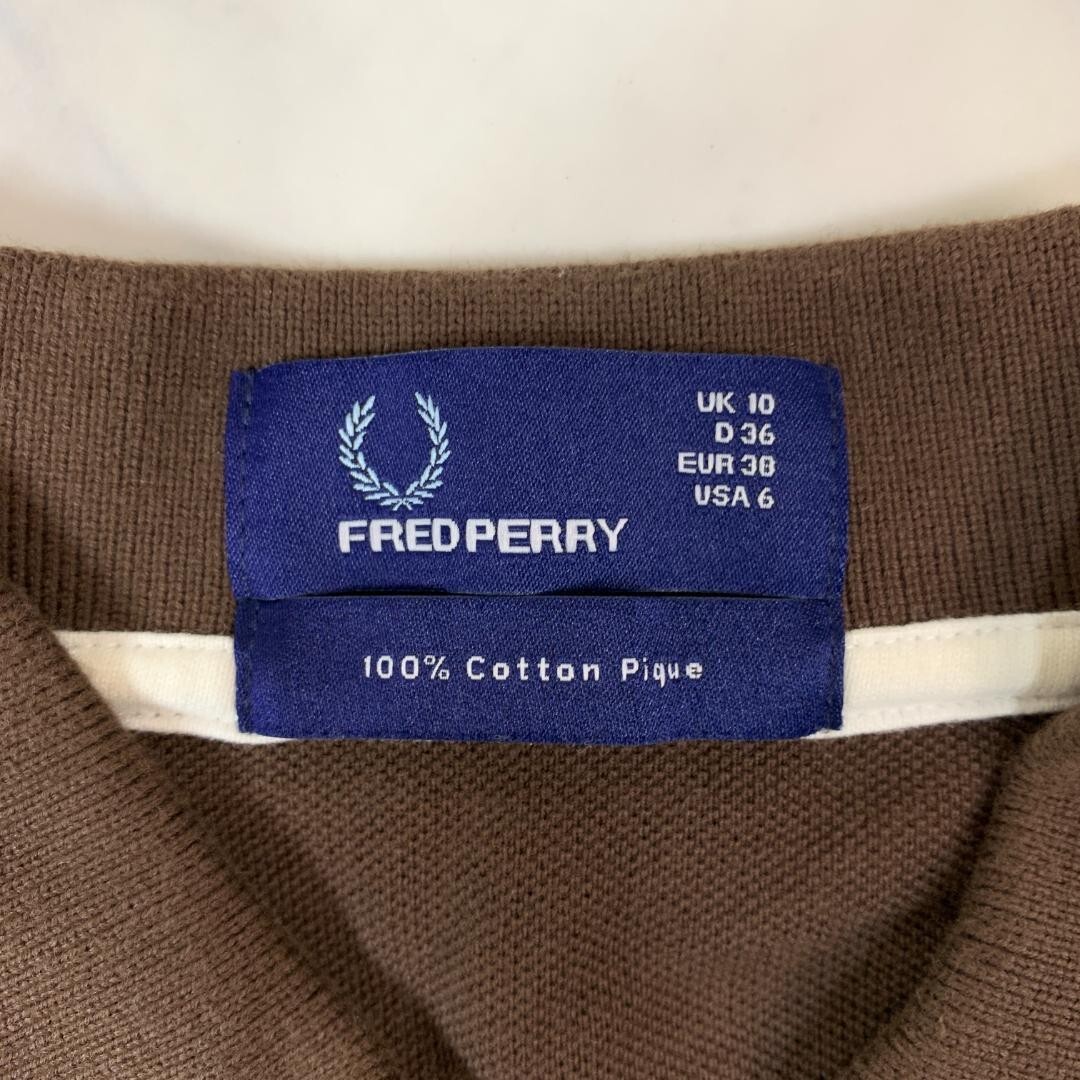 UK 10
D 36
EUR 38
USA 6
FRED PERRY
100% Cotton Pique